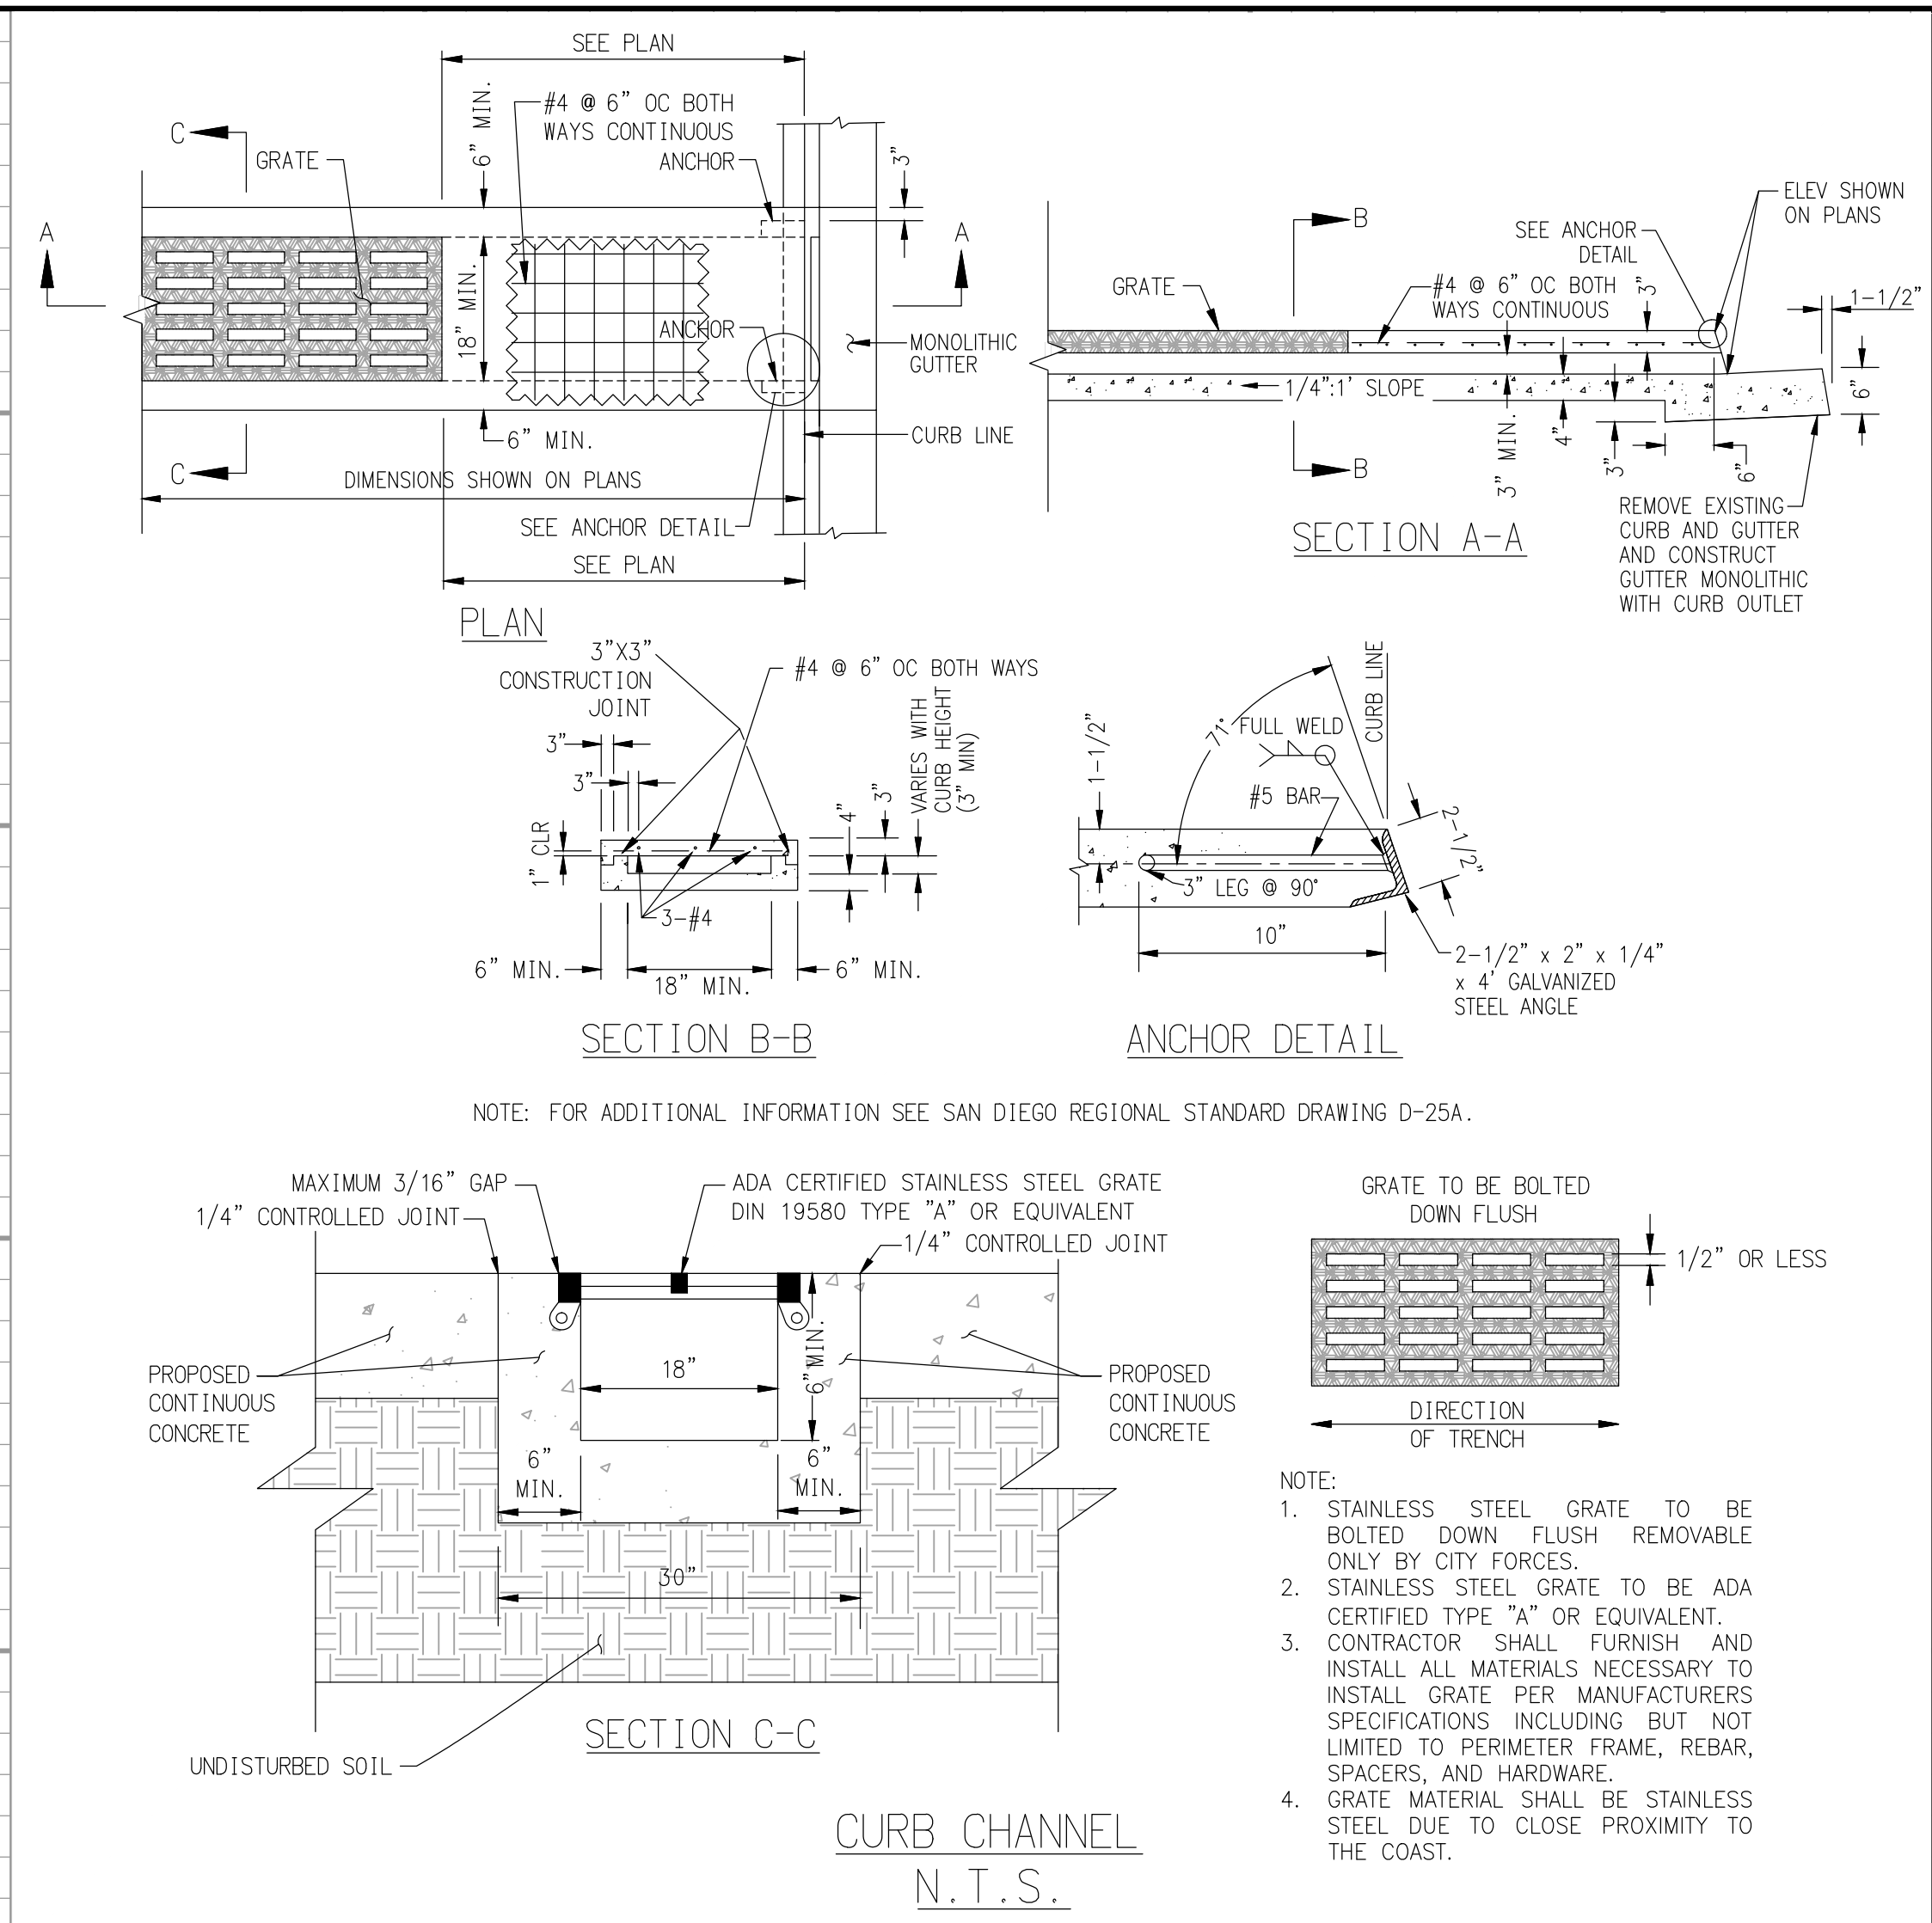 SEE PLAN
6" MIN.
#4 @ 6" OC BOTH
WAYS CONTINUOUS
ANCHOR
3"
C
GRATE
A
A
18" MIN.
ANCHOR
MONOLITHIC
GUTTER
6" MIN.
CURB LINE
C
DIMENSIONS SHOWN ON PLANS
SEE ANCHOR DETAIL
SEE PLAN
PLAN
ELEV SHOWN
ON PLANS
B
SEE ANCHOR
DETAIL
GRATE
#4 @ 6" OC BOTH
WAYS CONTINUOUS
3"
1-1/2"
1/4":1' SLOPE
6"
3" MIN.
4"
3"
6"
B
REMOVE EXISTING
CURB AND GUTTER
AND CONSTRUCT
GUTTER MONOLITHIC
WITH CURB OUTLET
SECTION A-A
3"X3"
CONSTRUCTION
JOINT
#4 @ 6" OC BOTH WAYS
VARIES WITH
CURB HEIGHT
(3" MIN)
3"
3"
4"
3"
1" CLR
3-#4
6" MIN.
18" MIN.
6" MIN.
SECTION B-B
CURB LINE
71°
FULL WELD
1-1/2"
#5 BAR
2-1/2"
3" LEG @ 90°
10"
2-1/2" x 2" x 1/4"
x 4' GALVANIZED
STEEL ANGLE
ANCHOR DETAIL
NOTE: FOR ADDITIONAL INFORMATION SEE SAN DIEGO REGIONAL STANDARD DRAWING D-25A.
MAXIMUM 3/16" GAP
1/4" CONTROLLED JOINT
ADA CERTIFIED STAINLESS STEEL GRATE
DIN 19580 TYPE "A" OR EQUIVALENT
1/4" CONTROLLED JOINT
PROPOSED
CONTINUOUS
CONCRETE
18"
6" MIN.
PROPOSED
CONTINUOUS
CONCRETE
6"
MIN.
6"
MIN.
30"
UNDISTURBED SOIL
SECTION C-C
GRATE TO BE BOLTED
DOWN FLUSH
1/2" OR LESS
DIRECTION
OF TRENCH
NOTE:
1. STAINLESS STEEL GRATE TO BE
BOLTED DOWN FLUSH REMOVABLE
ONLY BY CITY FORCES.
2. STAINLESS STEEL GRATE TO BE ADA
CERTIFIED TYPE "A" OR EQUIVALENT.
3. CONTRACTOR SHALL FURNISH AND
INSTALL ALL MATERIALS NECESSARY TO
INSTALL GRATE PER MANUFACTURERS
SPECIFICATIONS INCLUDING BUT NOT
LIMITED TO PERIMETER FRAME, REBAR,
SPACERS, AND HARDWARE.
4. GRATE MATERIAL SHALL BE STAINLESS
STEEL DUE TO CLOSE PROXIMITY TO
THE COAST.
CURB CHANNEL
N.T.S.